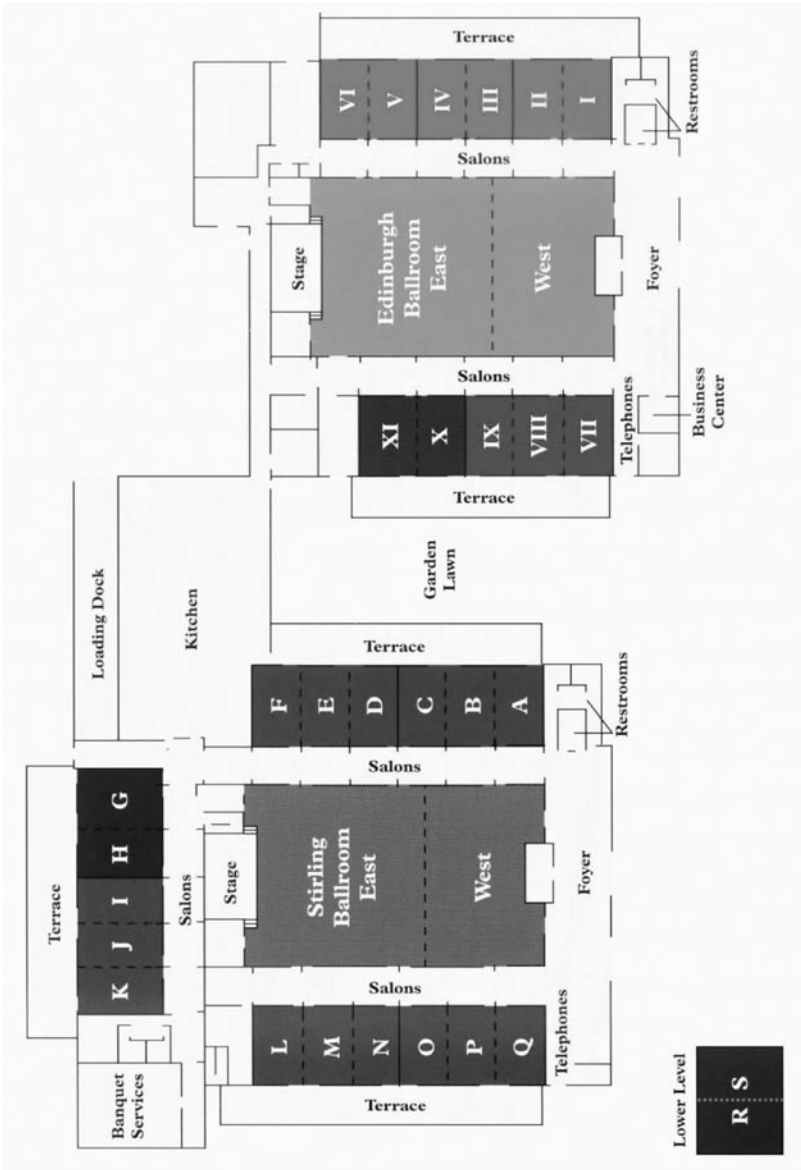 Terrace
VI
V
IV
III
II
I
Restrooms
Salons
Stage
Edinburgh
Ballroom
East
West
Foyer
Salons
XI
X
IX
VIII
VII
Telephones
Business
Center
Terrace
Garden
Lawn
Loading Dock
Kitchen
Terrace
F
E
D
C
B
A
Restrooms
Salons
Terrace
G
H
I
J
K
Salons
Stage
Stirling
Ballroom
East
West
Foyer
Salons
L
M
N
O
P
Q
Telephones
Terrace
Banquet
Services
Lower Level
R S